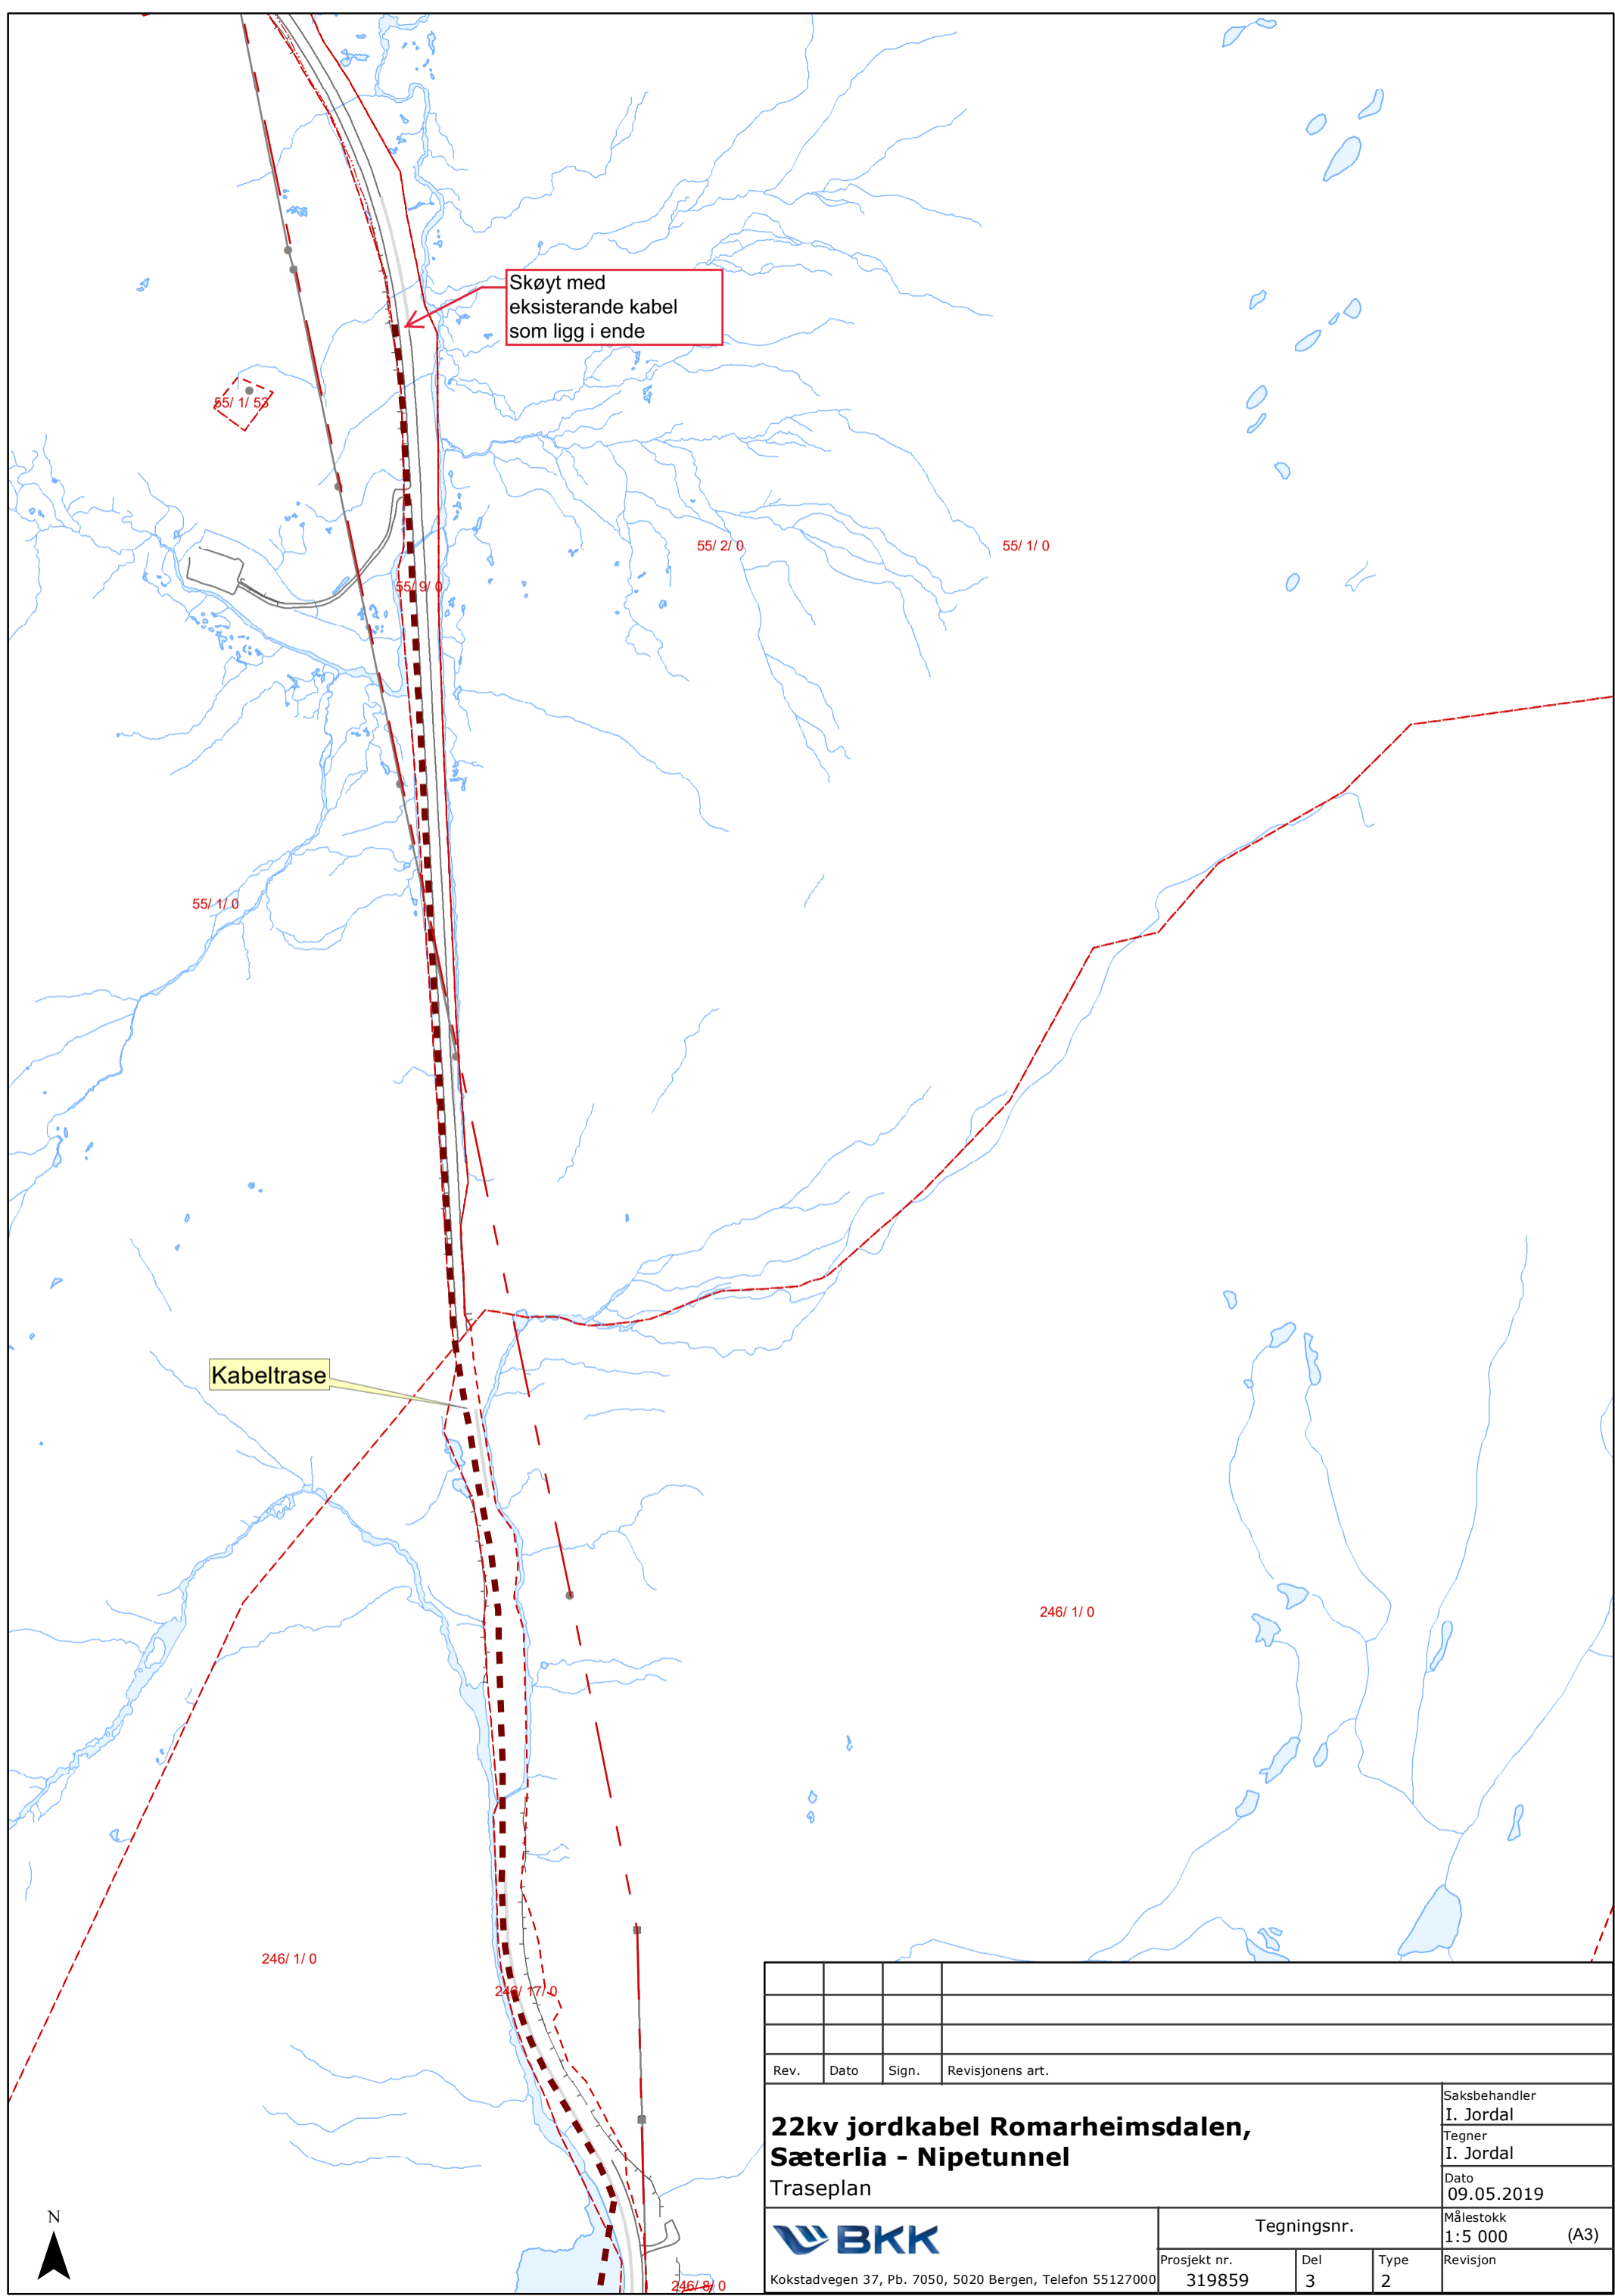 Skøyt med
eksisterande kabel
som ligg i ende
55/ 1/ 53
55/ 2/ 0
55/ 1/ 0
55/ 9/ 0
55/ 1/ 0
Kabeltrase
246/ 1/ 0
246/ 1/ 0
246/ 17/ 0
246/ 8/ 0
N
Rev. Dato Sign. Revisjonens art.
22kv jordkabel Romarheimsdalen,
Sæterlia - Nipetunnel
Traseplan
Saksbehandler
I. Jordal
Tegner
I. Jordal
Dato
09.05.2019
Målestokk
1:5 000 (A3)
BKK
Kokstadvegen 37, Pb. 7050, 5020 Bergen, Telefon 55127000
Tegningsnr.
Prosjekt nr. Del Type Revisjon
319859 3 2